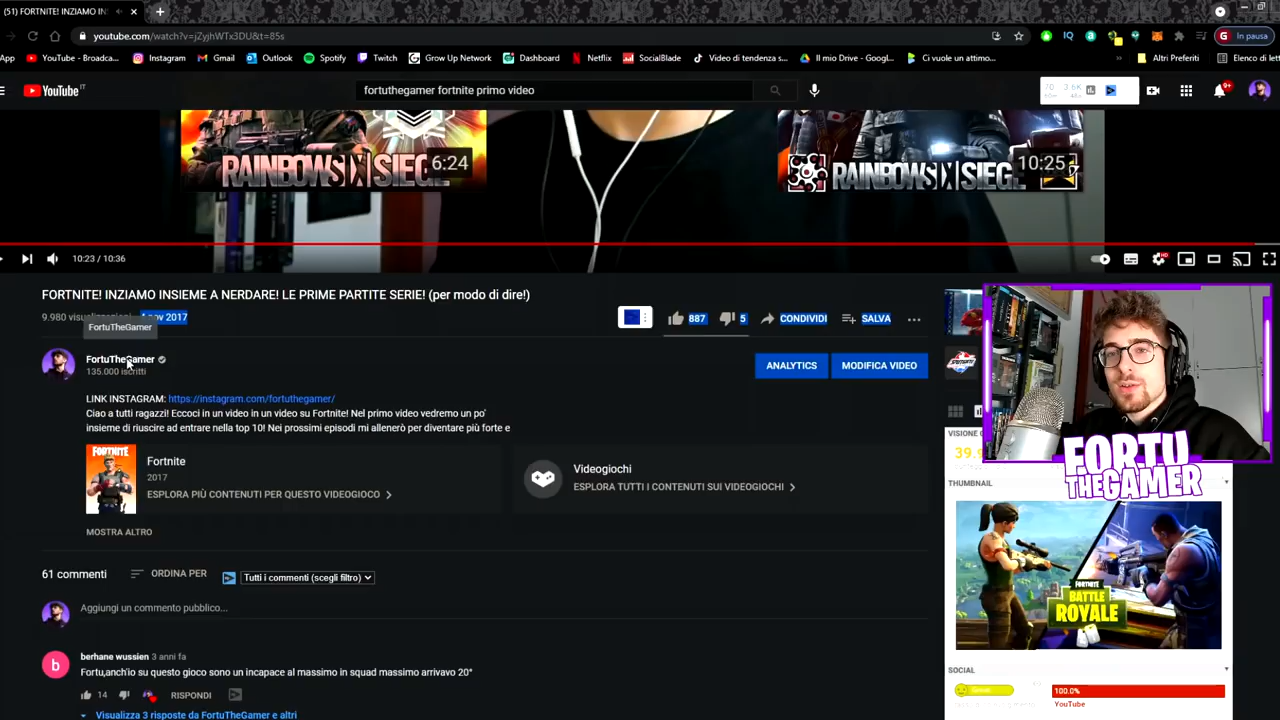 (51) FORTNITE! INZIAMO IN
youtube.com/watch?v=jZyjhWTx3DU&t=85s
In pausa
App
YouTube - Broadca...
Instagram
Gmail
Outlook
Spotify
Twitch
Grow Up Network
Dashboard
Netflix
SocialBlade
Video di tendenza s...
Il mio Drive - Googl...
Ci vuole un attimo...
Altri Preferiti
Elenco di lett
YouTube IT
fortuthegamer fortnite primo video
9+
RAINBOW SIX SIEGE
6:24
RAINBOW SIX SIEGE
10:25
10:23 / 10:36
FORTNITE! INZIAMO INSIEME A NERDARE! LE PRIME PARTITE SERIE! (per modo di dire!)
9.980 visualizzazioni
nov 2017
FortuTheGamer
887
5
CONDIVIDI
SALVA
FortuTheGamer
135.000 iscritti
ANALYTICS
MODIFICA VIDEO
LINK INSTAGRAM: https://instagram.com/fortuthegamer/
Ciao a tutti ragazzi! Eccoci in un video in un video su Fortnite! Nel primo video vedremo un po'
insieme di riuscire ad entrare nella top 10! Nei prossimi episodi mi allenerò per diventare più forte e
FORTNITE
Fortnite
2017
ESPLORA PIÙ CONTENUTI PER QUESTO VIDEOGIOCO
Videogiochi
ESPLORA TUTTI I CONTENUTI SUI VIDEOGIOCHI
MOSTRA ALTRO
61 commenti
ORDINA PER
Tutti i commenti (scegli filtro)
Aggiungi un commento pubblico...
b
berhane wussien 3 anni fa
Fortu,anch'io su questo gioco sono un incopace al massimo in squad massimo arrivavo 20°
14
RISPONDI
Visualizza 3 risposte da FortuTheGamer e altri
FORTU
THEGAMER
VISIONE
39.
THUMBNAIL
FORTNITE
BATTLE
ROYALE
SOCIAL
100.0%
YouTube